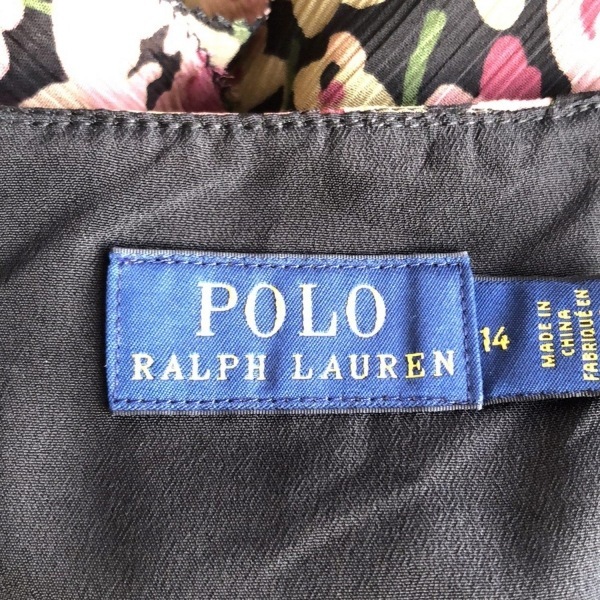 POLO
RALPH LAUREN
14
MADE IN
CHINA
FABRIQUÉ EN